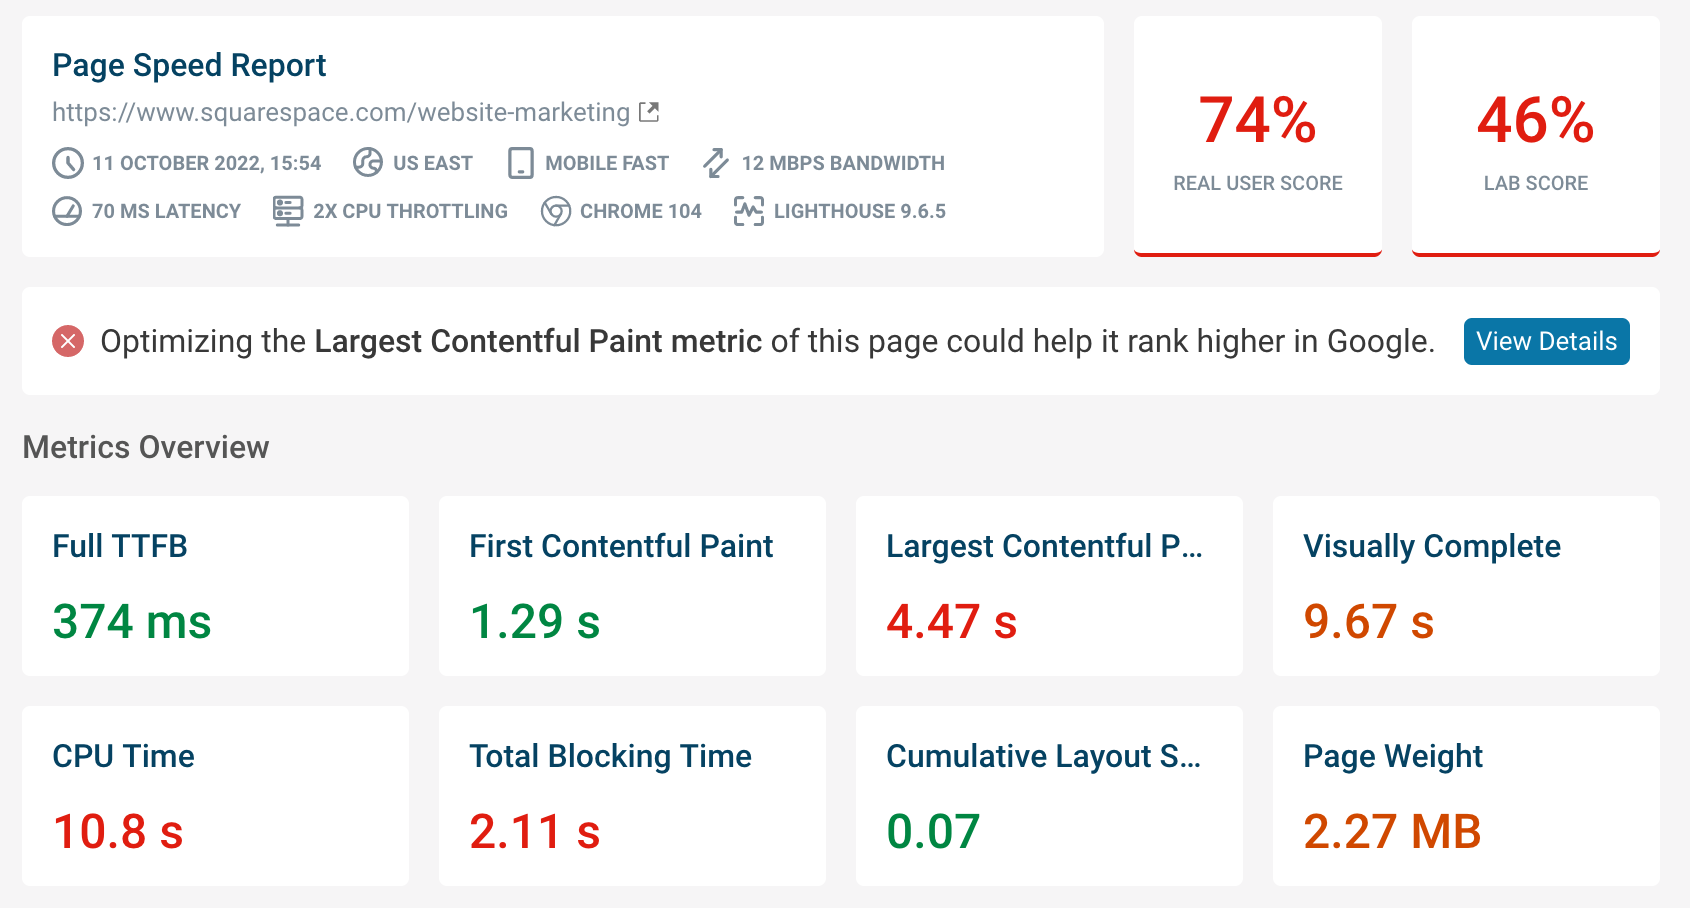 Page Speed Report
https://www.squarespace.com/website-marketing
11 OCTOBER 2022, 15:54 US EAST MOBILE FAST 12 MBPS BANDWIDTH
70 MS LATENCY 2X CPU THROTTLING CHROME 104 LIGHTHOUSE 9.6.5
74%
REAL USER SCORE
46%
LAB SCORE
Optimizing the Largest Contentful Paint metric of this page could help it rank higher in Google. View Details
Metrics Overview
Full TTFB
374 ms
First Contentful Paint
1.29 s
Largest Contentful P...
4.47 s
Visually Complete
9.67 s
CPU Time
10.8 s
Total Blocking Time
2.11 s
Cumulative Layout S...
0.07
Page Weight
2.27 MB